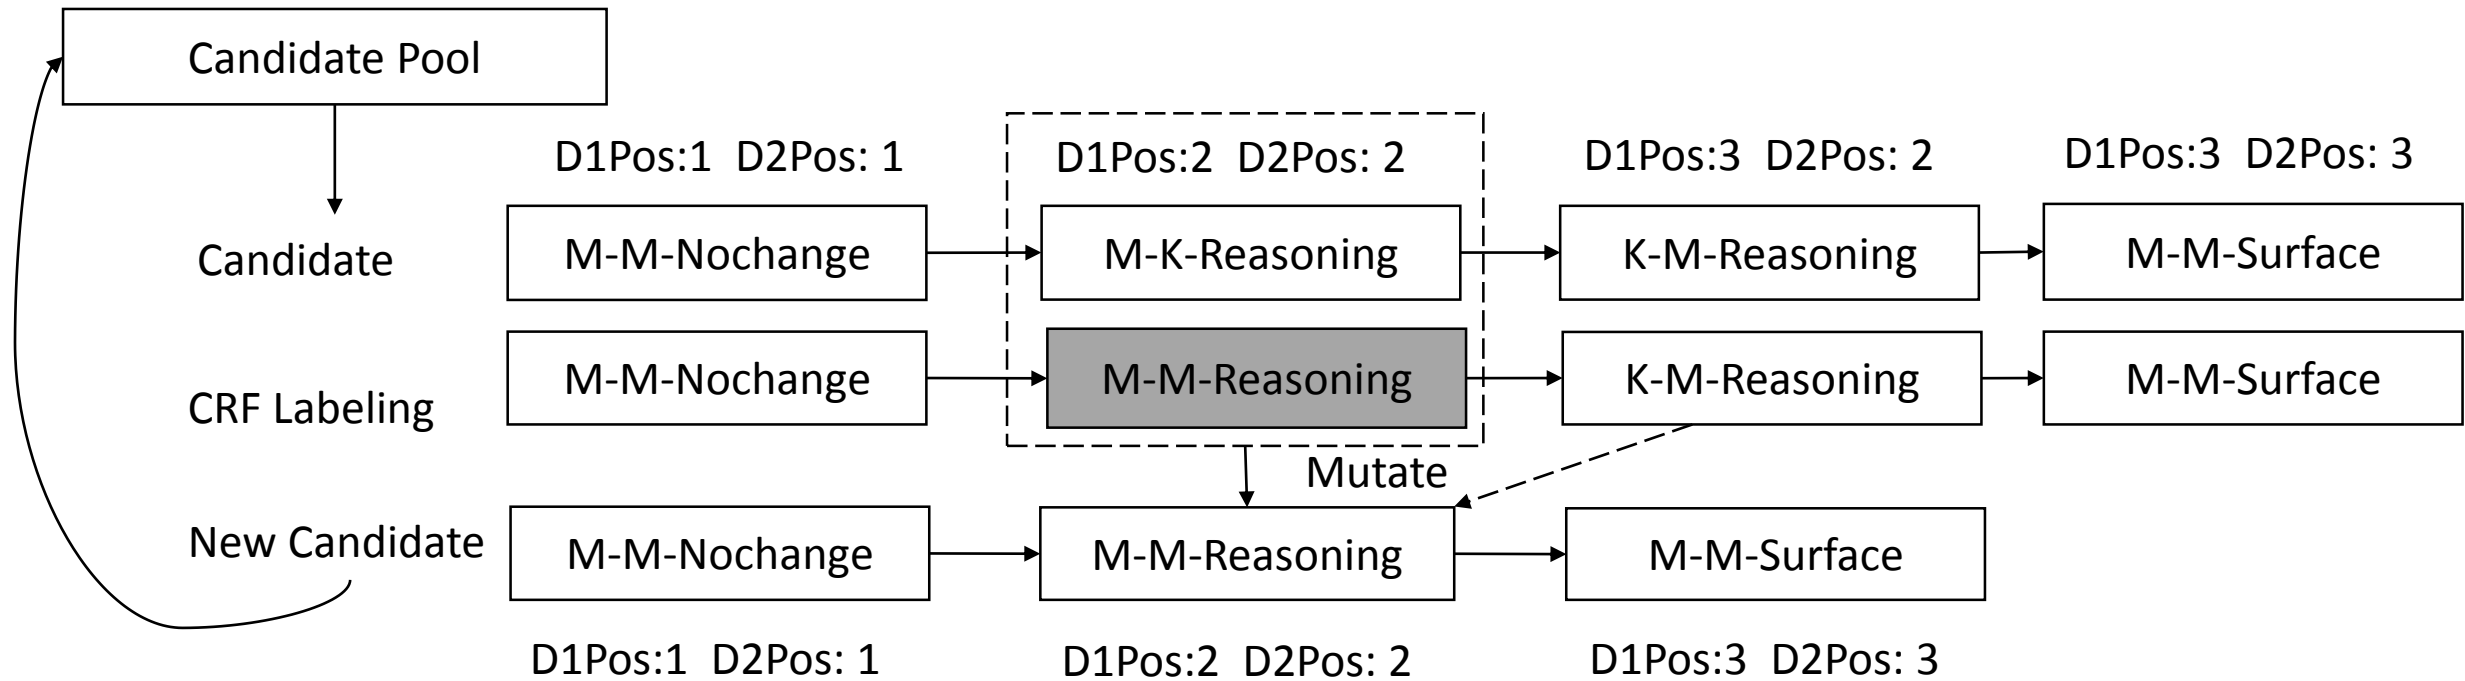 Candidate Pool
D1Pos:1 D2Pos: 1
D1Pos:2 D2Pos: 2
D1Pos:3 D2Pos: 2
D1Pos:3 D2Pos: 3
Candidate
M-M-Nochange
M-K-Reasoning
K-M-Reasoning
M-M-Surface
CRF Labeling
M-M-Nochange
M-M-Reasoning
K-M-Reasoning
M-M-Surface
Mutate
New Candidate
M-M-Nochange
M-M-Reasoning
M-M-Surface
D1Pos:1 D2Pos: 1
D1Pos:2 D2Pos: 2
D1Pos:3 D2Pos: 3